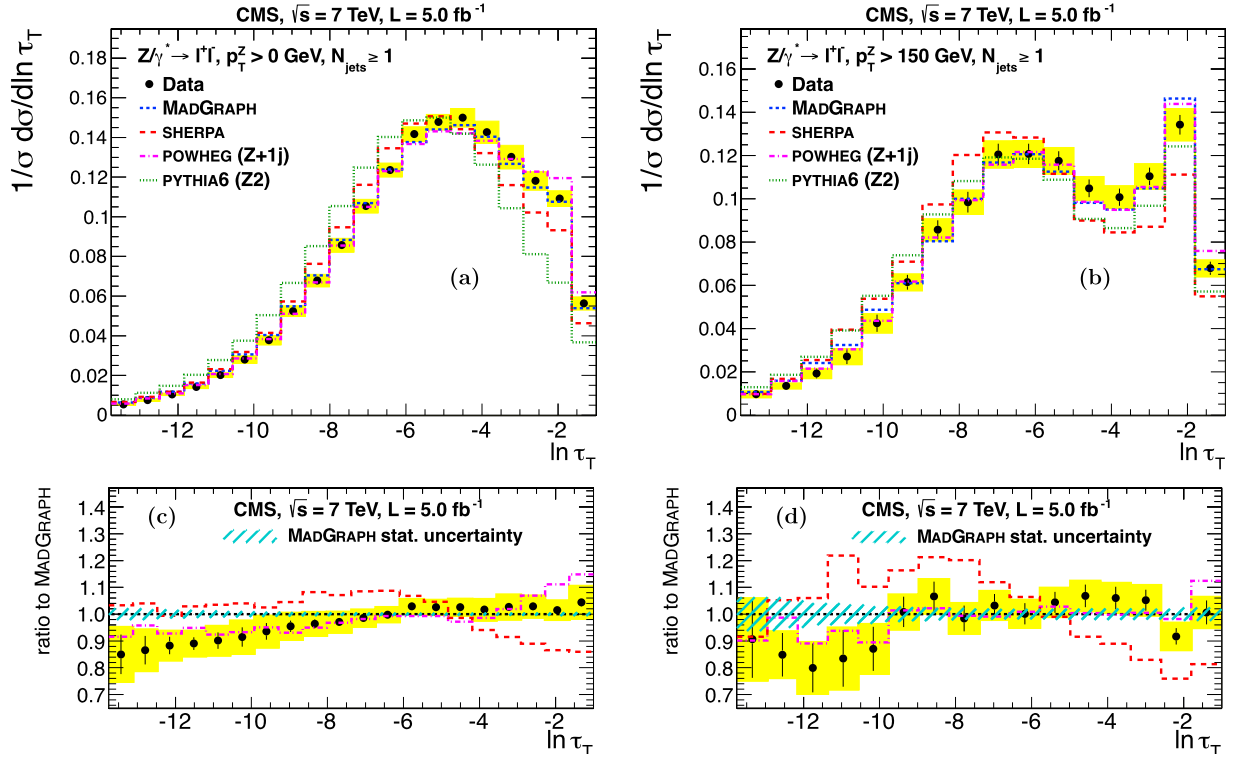 CMS, √s = 7 TeV, L = 5.0 fb⁻¹
1/σ dσ/dln τ_T
Z/γ* → l⁺l⁻, p_T^Z > 0 GeV, N_jets ≥ 1
Data
MADGRAPH
SHERPA
POWHEG (Z+1j)
PYTHIA6 (Z2)
(a)
0.18
0.16
0.14
0.12
0.1
0.08
0.06
0.04
0.02
0
-12 -10 -8 -6 -4 -2
ln τ_T
CMS, √s = 7 TeV, L = 5.0 fb⁻¹
1/σ dσ/dln τ_T
Z/γ* → l⁺l⁻, p_T^Z > 150 GeV, N_jets ≥ 1
Data
MADGRAPH
SHERPA
POWHEG (Z+1j)
PYTHIA6 (Z2)
(b)
0.16
0.14
0.12
0.1
0.08
0.06
0.04
0.02
0
-12 -10 -8 -6 -4 -2
ln τ_T
(c)
CMS, √s = 7 TeV, L = 5.0 fb⁻¹
MADGRAPH stat. uncertainty
ratio to MADGRAPH
1.4
1.3
1.2
1.1
1.0
0.9
0.8
0.7
-12 -10 -8 -6 -4 -2
ln τ_T
(d)
CMS, √s = 7 TeV, L = 5.0 fb⁻¹
MADGRAPH stat. uncertainty
ratio to MADGRAPH
1.4
1.3
1.2
1.1
1.0
0.9
0.8
0.7
-12 -10 -8 -6 -4 -2
ln τ_T